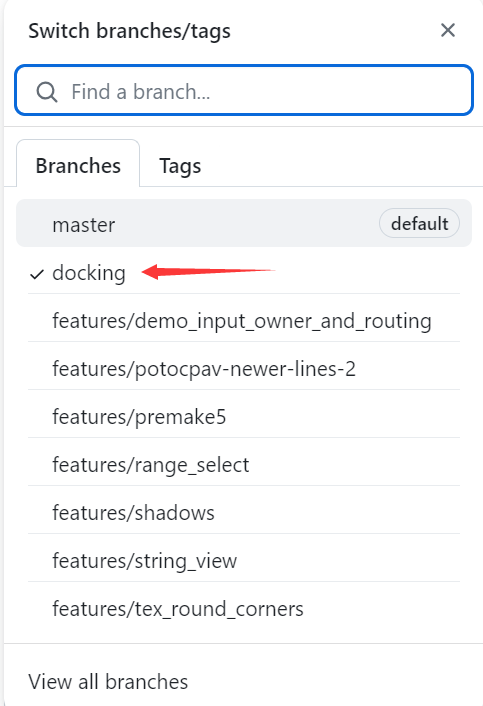 Switch branches/tags
Find a branch...
Branches Tags
master default
docking
features/demo_input_owner_and_routing
features/potocpav-newer-lines-2
features/premake5
features/range_select
features/shadows
features/string_view
features/tex_round_corners
View all branches